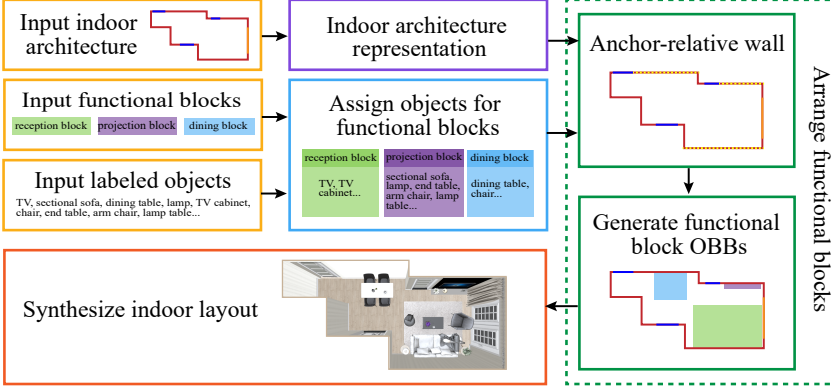 Input indoor
architecture
Indoor architecture
representation
Anchor-relative wall
Input functional blocks
reception block
projection block
dining block
Assign objects for
functional blocks
reception block
projection block
dining block
TV, TV
cabinet...
sectional sofa,
lamp, end table,
arm chair, lamp
table...
dining table,
chair...
Input labeled objects
TV, sectional sofa, dining table, lamp, TV cabinet,
chair, end table, arm chair, lamp table...
Generate functional
block OBBs
Arrange functional blocks
Synthesize indoor layout